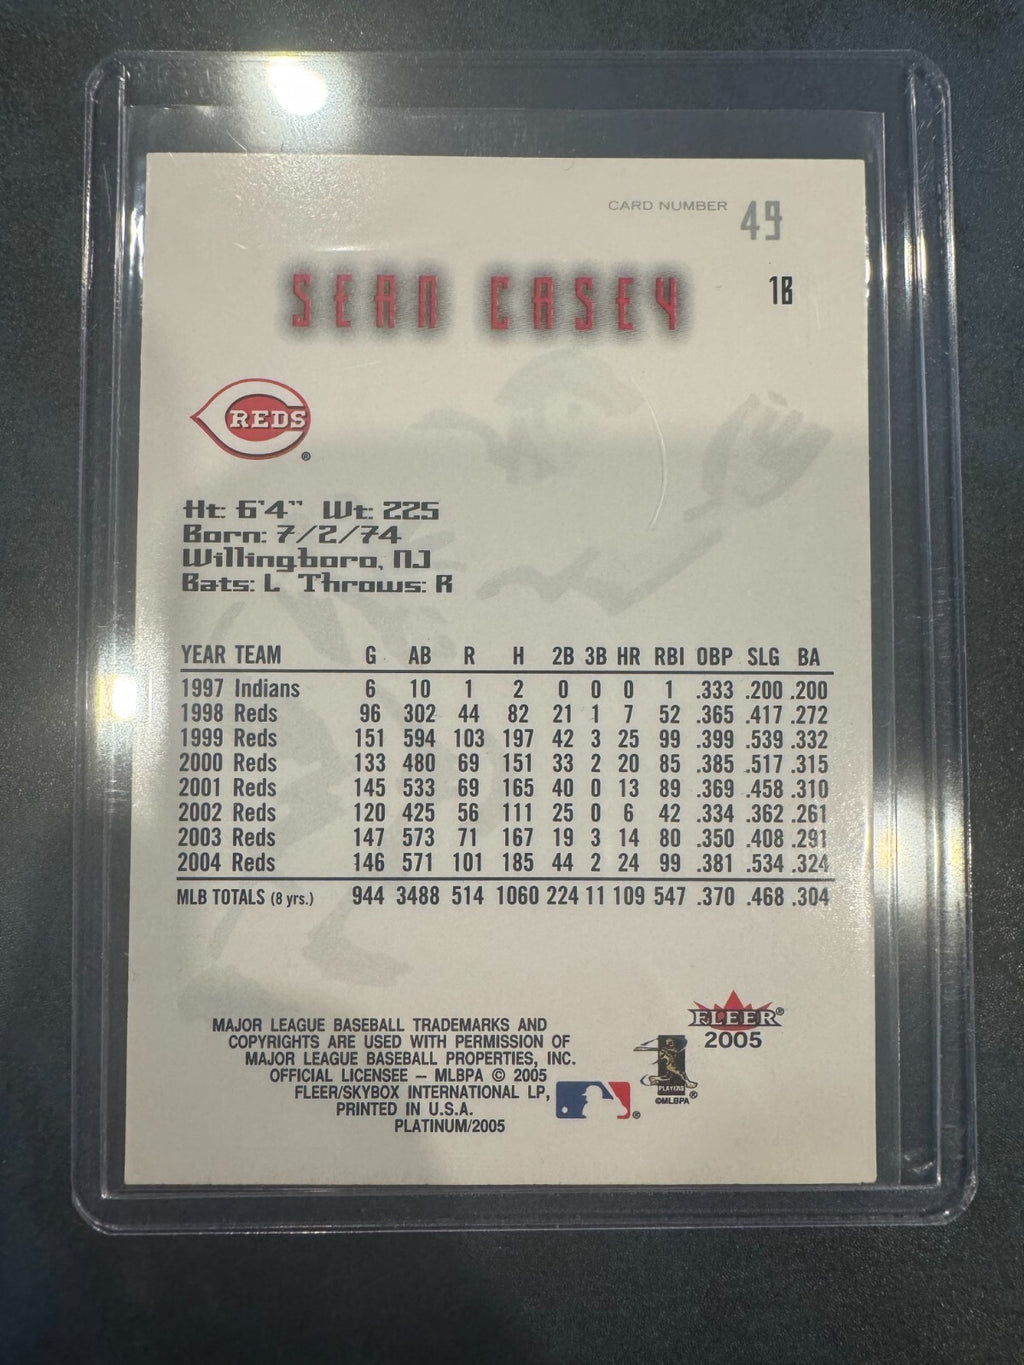 CARD NUMBER 49
SEAN CASEY 1B
REDS®
Ht: 6'4" Wt: 225
Born: 7/2/74
Willingboro, NJ
Bats: L Throws: R
YEAR TEAM G AB R H 2B 3B HR RBI OBP SLG BA
1997 Indians 6 10 1 2 0 0 0 1 .333 .200 .200
1998 Reds 96 302 44 82 21 1 7 52 .365 .417 .272
1999 Reds 151 594 103 197 42 3 25 99 .399 .539 .332
2000 Reds 133 480 69 151 33 2 20 85 .385 .517 .315
2001 Reds 145 533 69 165 40 0 13 89 .369 .458 .310
2002 Reds 120 425 56 111 25 0 6 42 .334 .362 .261
2003 Reds 147 573 71 167 19 3 14 80 .350 .408 .291
2004 Reds 146 571 101 185 44 2 24 99 .381 .534 .324
MLB TOTALS (8 yrs.) 944 3488 514 1060 224 11 109 547 .370 .468 .304
MAJOR LEAGUE BASEBALL TRADEMARKS AND
COPYRIGHTS ARE USED WITH PERMISSION OF
MAJOR LEAGUE BASEBALL PROPERTIES, INC.
OFFICIAL LICENSEE – MLBPA © 2005
FLEER/SKYBOX INTERNATIONAL LP,
PRINTED IN U.S.A.
PLATINUM/2005
®
FLEER®
2005
PLAYERS
®
©MLBPA